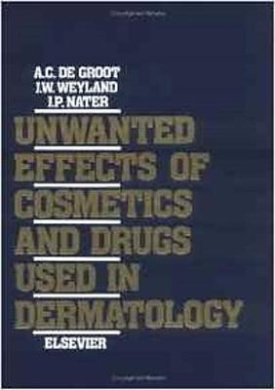 A.C. DE GROOT
J.W. WEYLAND
J.P. NATER
UNWANTED
EFFECTS OF
COSMETICS
AND DRUGS
USED IN
DERMATOLOGY
ELSEVIER